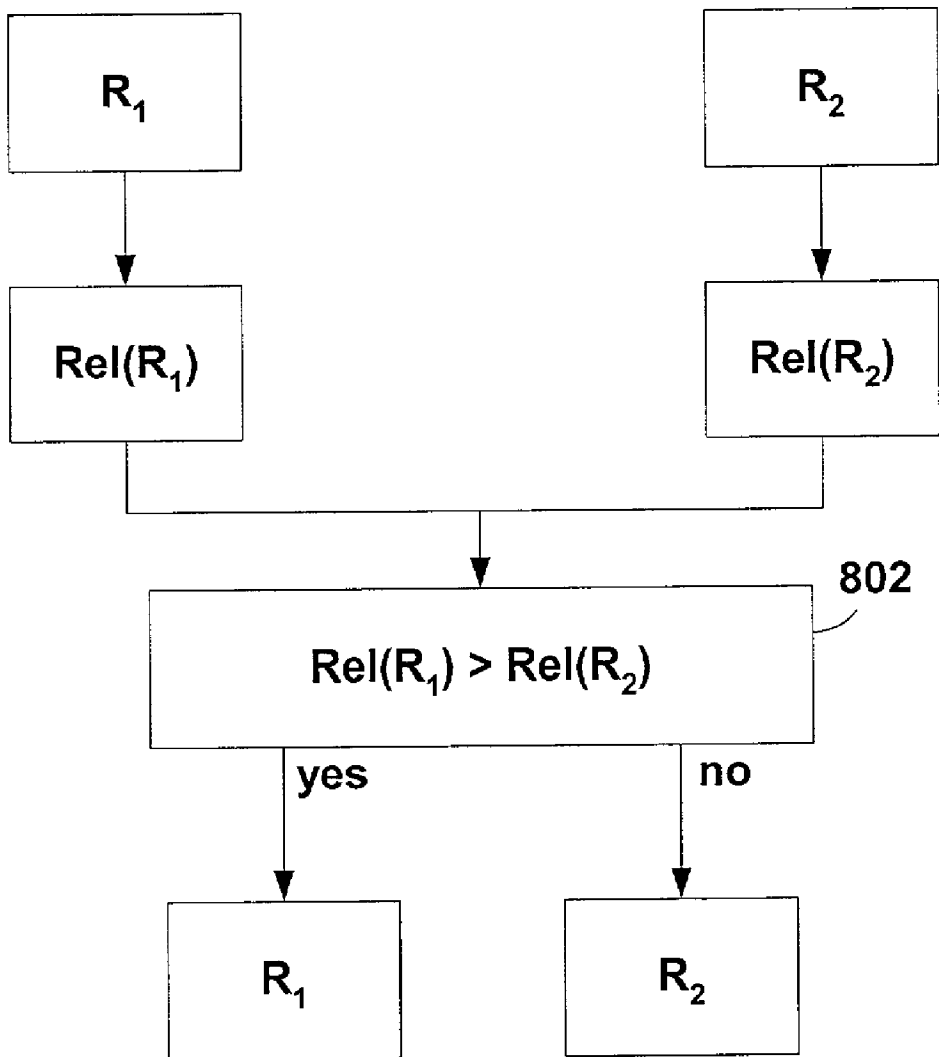 R₁
R₂
Rel(R₁)
Rel(R₂)
802
Rel(R₁) > Rel(R₂)
yes
no
R₁
R₂